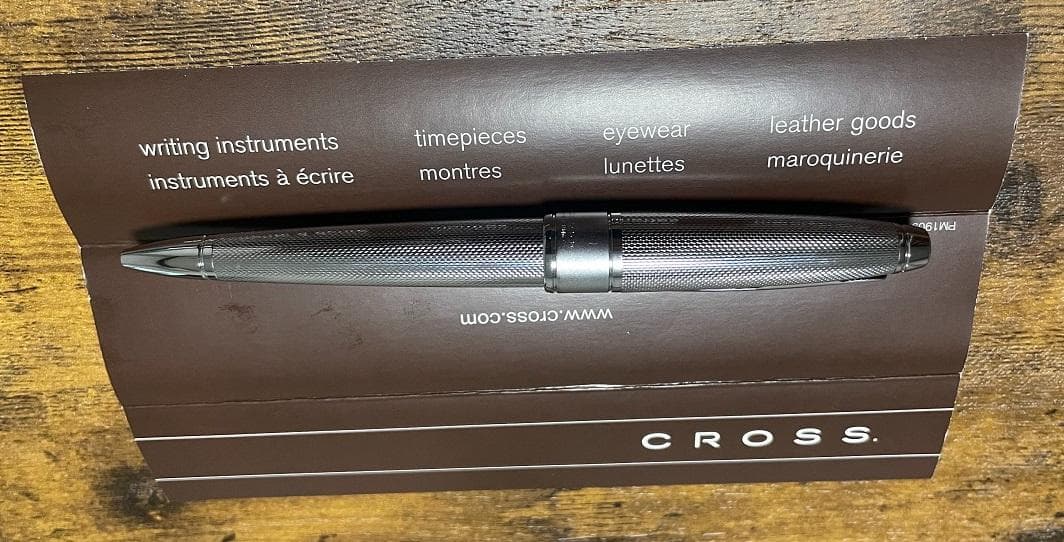 writing instruments
instruments à écrire
timepieces
montres
eyewear
lunettes
leather goods
maroquinerie
www.cross.com
CROSS.